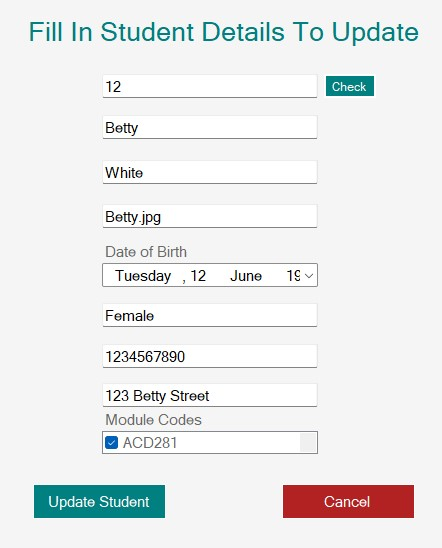 Fill In Student Details To Update
12 Check
Betty
White
Betty.jpg
Date of Birth
Tuesday , 12 June 19
Female
1234567890
123 Betty Street
Module Codes
ACD281
Update Student Cancel